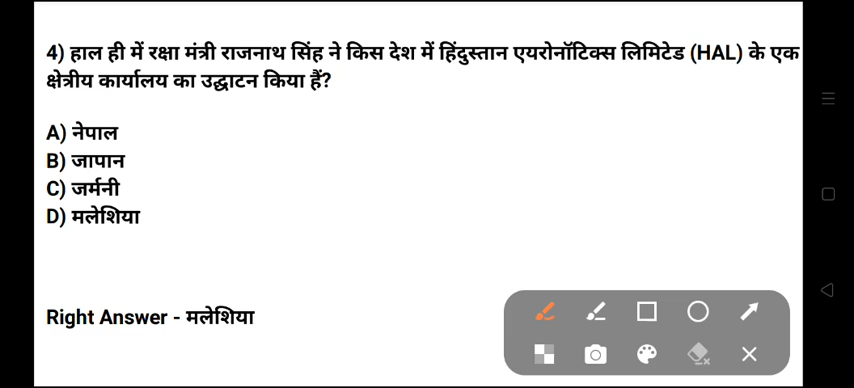 4) हाल ही में रक्षा मंत्री राजनाथ सिंह ने किस देश में हिंदुस्तान एयरोनॉटिक्स लिमिटेड (HAL) के एक
क्षेत्रीय कार्यालय का उद्घाटन किया हैं?
A) नेपाल
B) जापान
C) जर्मनी
D) मलेशिया
Right Answer - मलेशिया